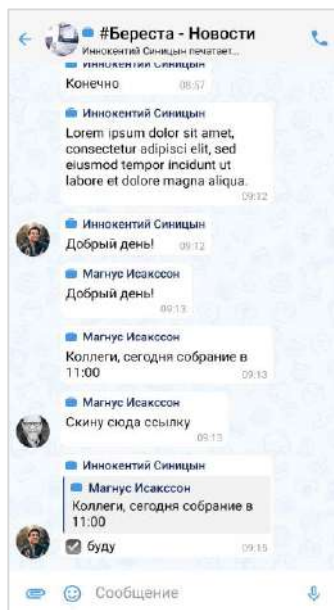 #Береста - Новости
Иннокентий Синицын печатает...
Иннокентий Синицын
Конечно
08:57
Иннокентий Синицын
Lorem ipsum dolor sit amet,
consectetur adipisci elit, sed
eiusmod tempor incidunt ut
labore et dolore magna aliqua.
09:12
Иннокентий Синицын
Добрый день! 09:12
Магнус Исакссон
Добрый день!
09:13
Магнус Исакссон
Коллеги, сегодня собрание в
11:00 09:13
Магнус Исакссон
Скину сюда ссылку
09:13
Иннокентий Синицын
Магнус Исакссон
Коллеги, сегодня собрание в
11:00
буду 09:15
Сообщение